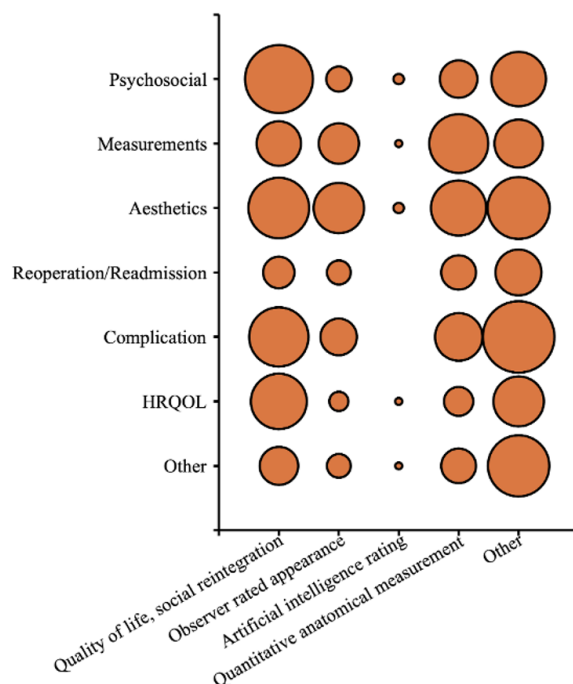 Psychosocial
Measurements
Aesthetics
Reoperation/Readmission
Complication
HRQOL
Other
Quality of life, social reintegration
Observer rated appearance
Artificial intelligence rating
Quantitative anatomical measurement
Other